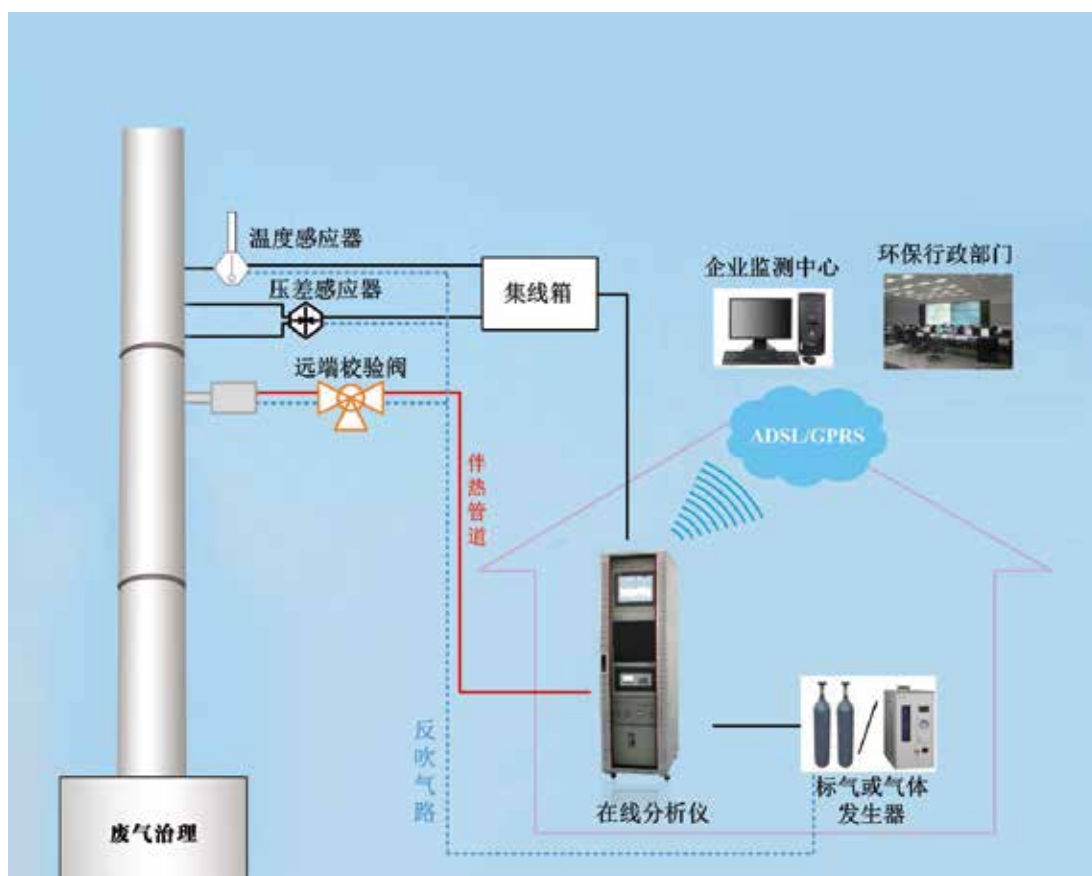 温度感应器
压差感应器
集线箱
企业监测中心
环保行政部门
远端校验阀
ADSL/GPRS
伴热管道
反吹气路
在线分析仪
标气或气体
发生器
废气治理